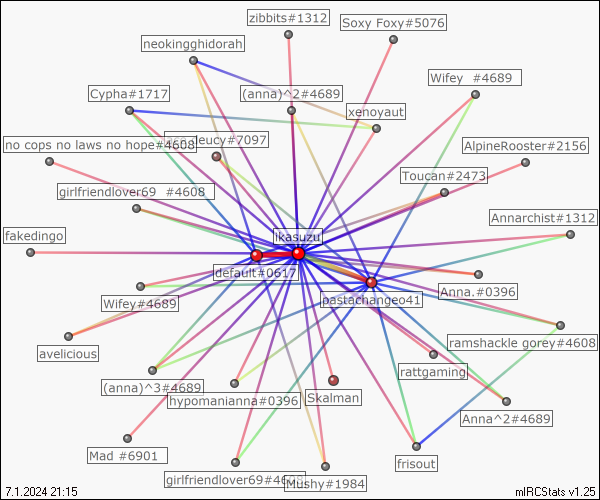 zibbits#1312
Soxy Foxy#5076
neokingghidorah
Wifey #4689
Cypha#1717
(anna)^2#4689
xenoyaut
no cops no laws no hope#4608
leucy#7097
AlpineRooster#2156
Toucan#2473
girlfriendlover69 #4608
Annarchist#1312
fakedingo
ikasuzu
default#0617
Anna.#0396
Wifey#4689
pastachangeo41
avelicious
ramshackle gorey#4608
rattgaming
(anna)^3#4689
hypomanianna#0396
Skalman
Anna^2#4689
Mad #6901
frisout
girlfriendlover69#4608
Mushy#1984
7.1.2024 21:15
mIRCStats v1.25